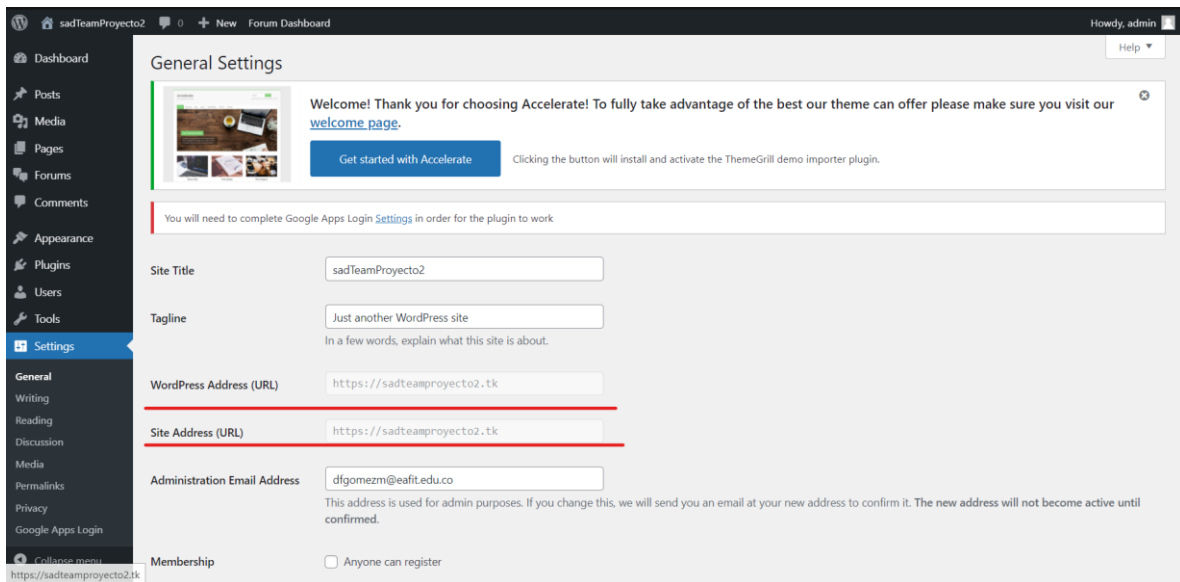 sadTeamProyecto2 0 New Forum Dashboard Howdy, admin
Help
Dashboard
Posts
Media
Pages
Forums
Comments
Appearance
Plugins
Users
Tools
Settings
General
Writing
Reading
Discussion
Media
Permalinks
Privacy
Google Apps Login
Collapse menu
https://sadteamproyecto2.tk
General Settings
Welcome! Thank you for choosing Accelerate! To fully take advantage of the best our theme can offer please make sure you visit our
welcome page.
Get started with Accelerate Clicking the button will install and activate the ThemeGrill demo importer plugin.
You will need to complete Google Apps Login Settings in order for the plugin to work
Site Title sadTeamProyecto2
Tagline Just another WordPress site
In a few words, explain what this site is about.
WordPress Address (URL) https://sadteamproyecto2.tk
Site Address (URL) https://sadteamproyecto2.tk
Administration Email Address dfgomezm@eafit.edu.co
This address is used for admin purposes. If you change this, we will send you an email at your new address to confirm it. The new address will not become active until
confirmed.
Membership Anyone can register